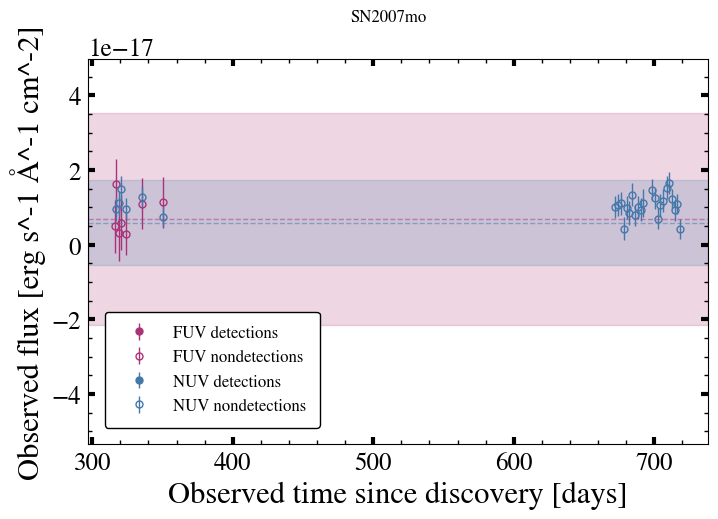 SN2007mo
1e−17
Observed flux [erg s^-1 Å^-1 cm^-2]
4
2
0
−2
−4
FUV detections
FUV nondetections
NUV detections
NUV nondetections
300 400 500 600 700
Observed time since discovery [days]